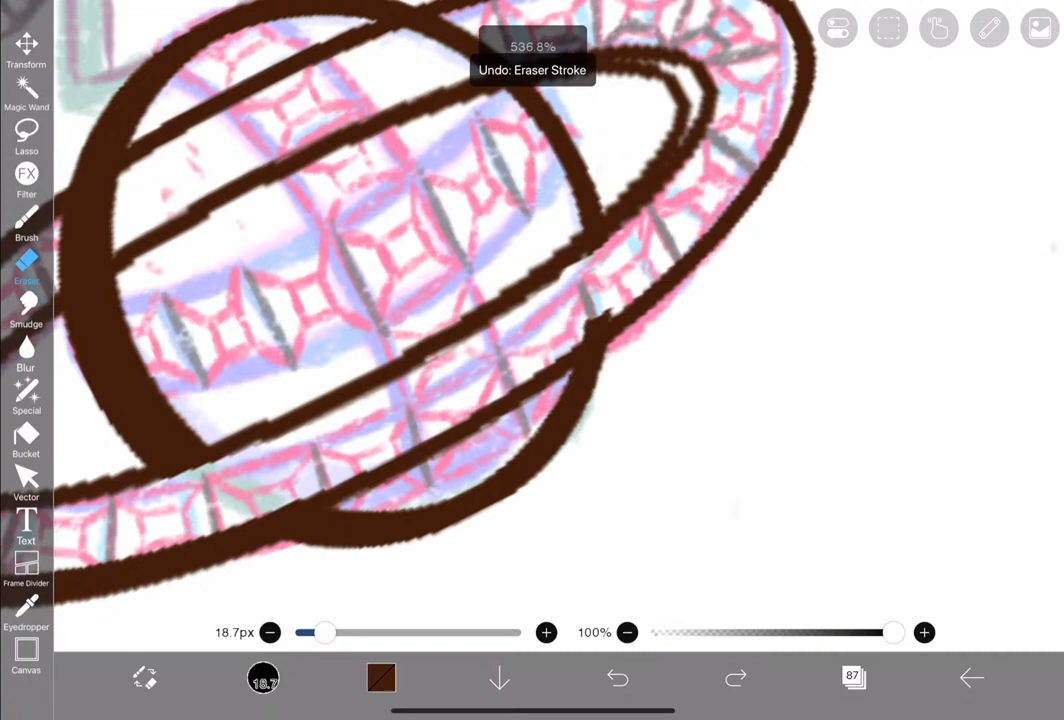 536.8%
Undo: Eraser Stroke
Transform
Magic Wand
Lasso
FX
Filter
Brush
Eraser
Smudge
Blur
Special
Bucket
Vector
T
Text
Frame Divider
Eyedropper
Canvas
18.7px
100%
18.7
87